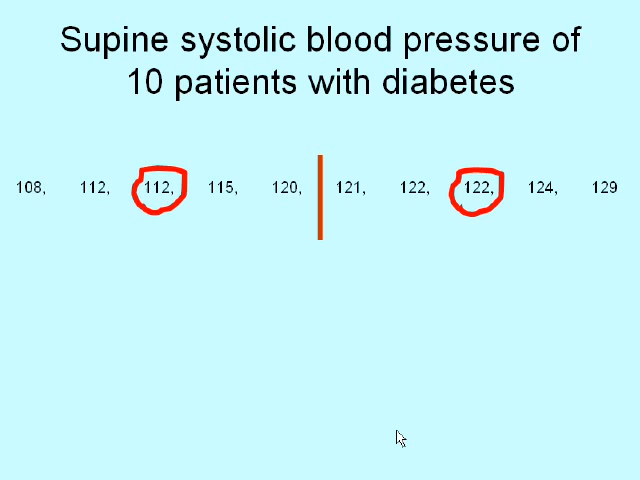 Supine systolic blood pressure of
10 patients with diabetes
108, 112, 112, 115, 120, 121, 122, 122, 124, 129